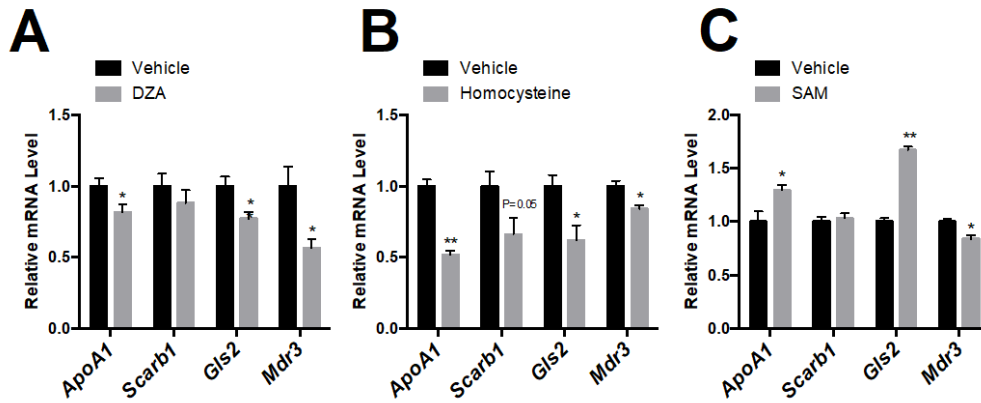 A
Vehicle
DZA
Relative mRNA Level
1.5
1.0
0.5
0.0
*
*
*
ApoA1
Scarb1
Gls2
Mdr3
B
Vehicle
Homocysteine
Relative mRNA Level
1.5
1.0
0.5
0.0
**
P=0.05
*
*
ApoA1
Scarb1
Gls2
Mdr3
C
Vehicle
SAM
Relative mRNA Level
2.0
1.5
1.0
0.5
0.0
*
**
*
ApoA1
Scarb1
Gls2
Mdr3